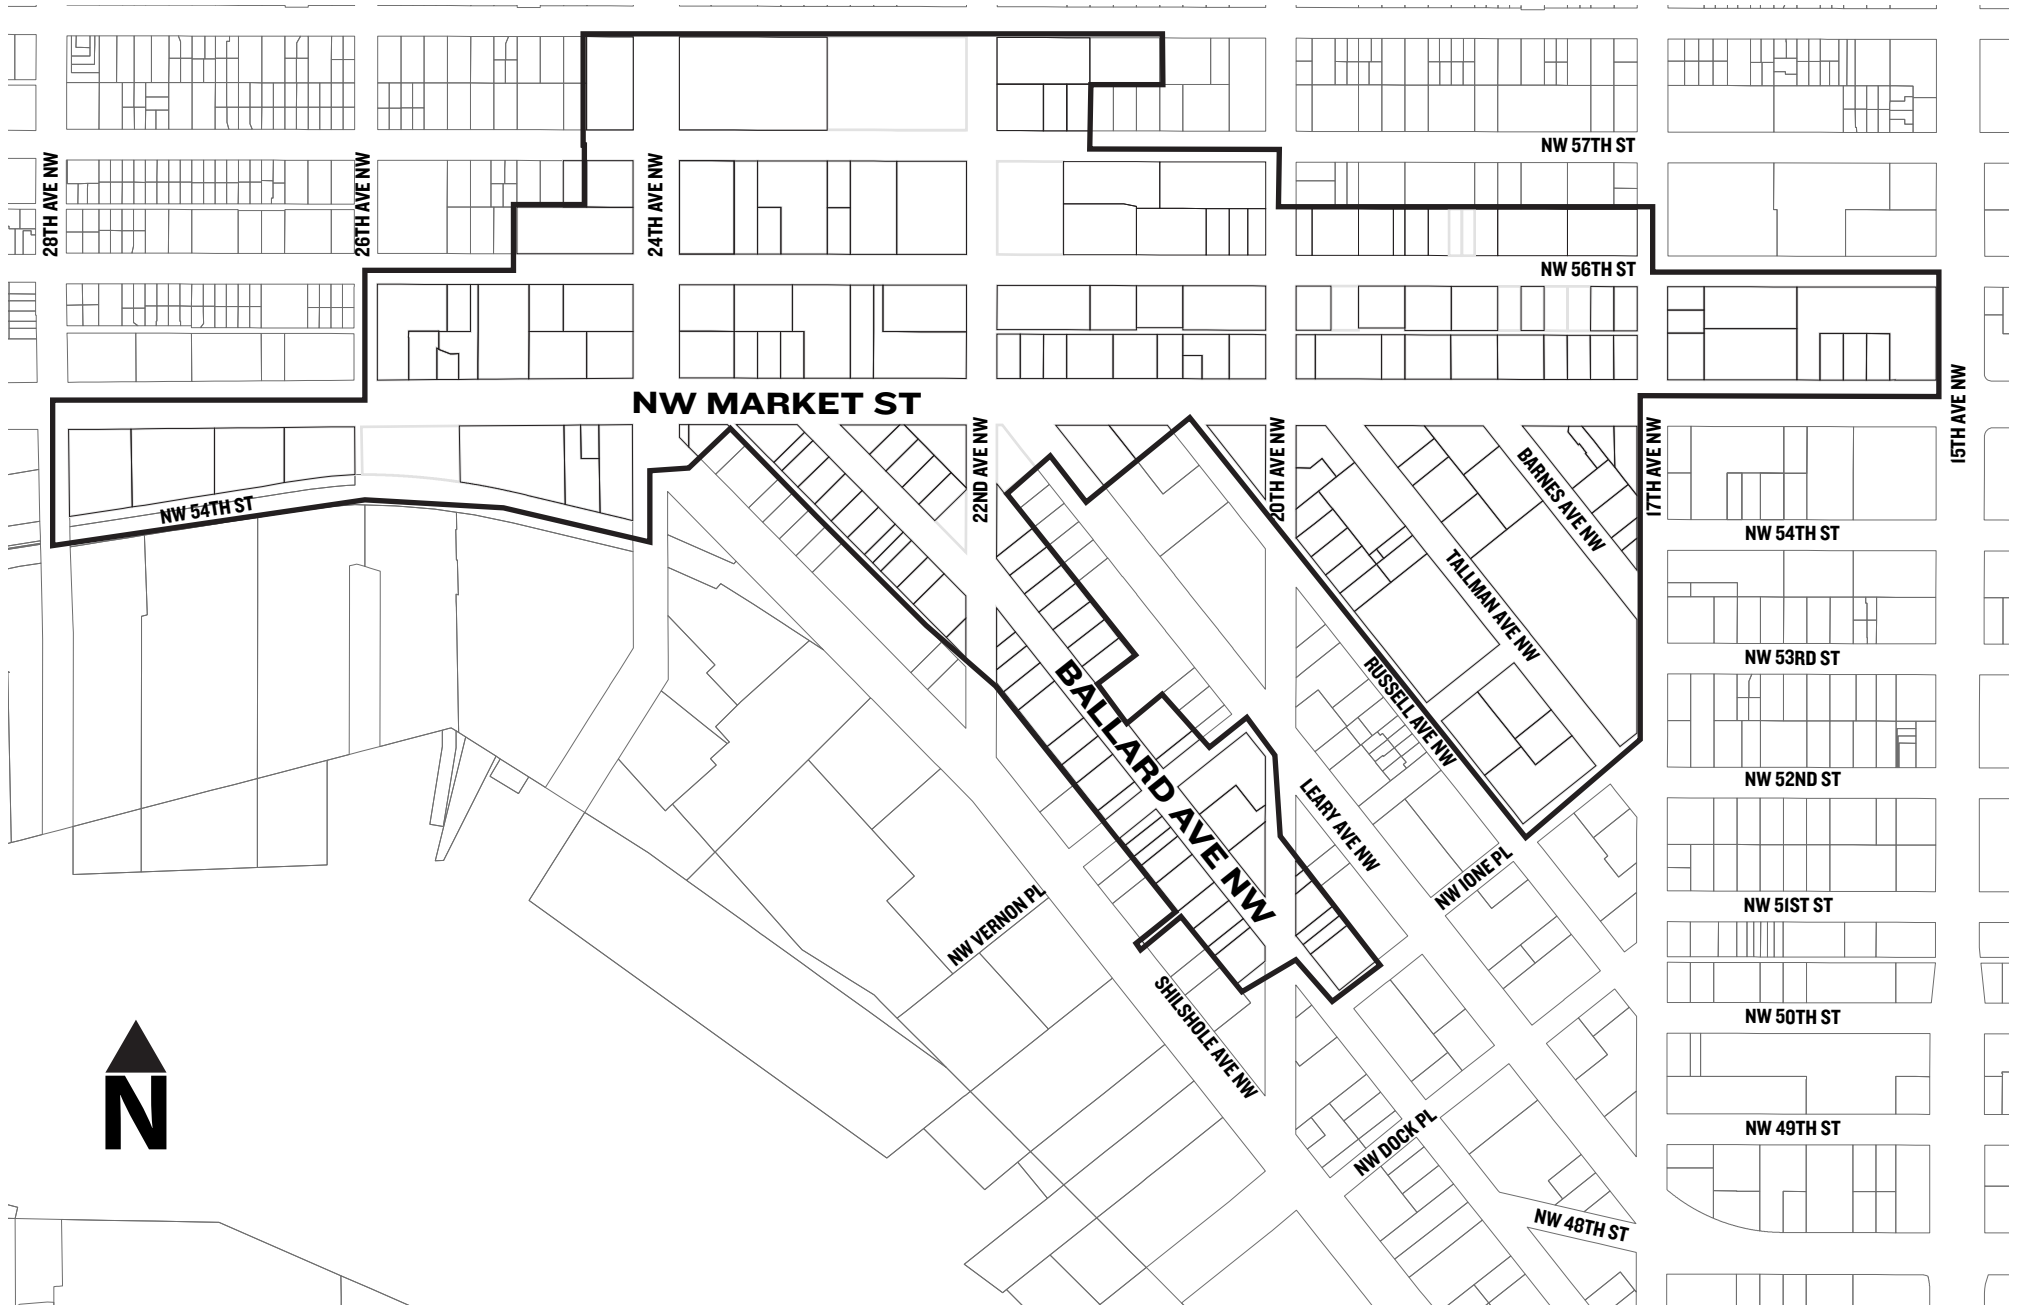 NW 57TH ST
28TH AVE NW
26TH AVE NW
24TH AVE NW
NW 56TH ST
NW MARKET ST
15TH AVE NW
22ND AVE NW
20TH AVE NW
17TH AVE NW
BARNES AVE NW
NW 54TH ST
NW 54TH ST
TALLMAN AVE NW
NW 53RD ST
BALLARD AVE NW
RUSSELL AVE NW
NW 52ND ST
LEARY AVE NW
NW IONE PL
NW 51ST ST
NW VERNON PL
SHILSHOLE AVE NW
NW 50TH ST
N
NW DOCK PL
NW 49TH ST
NW 48TH ST